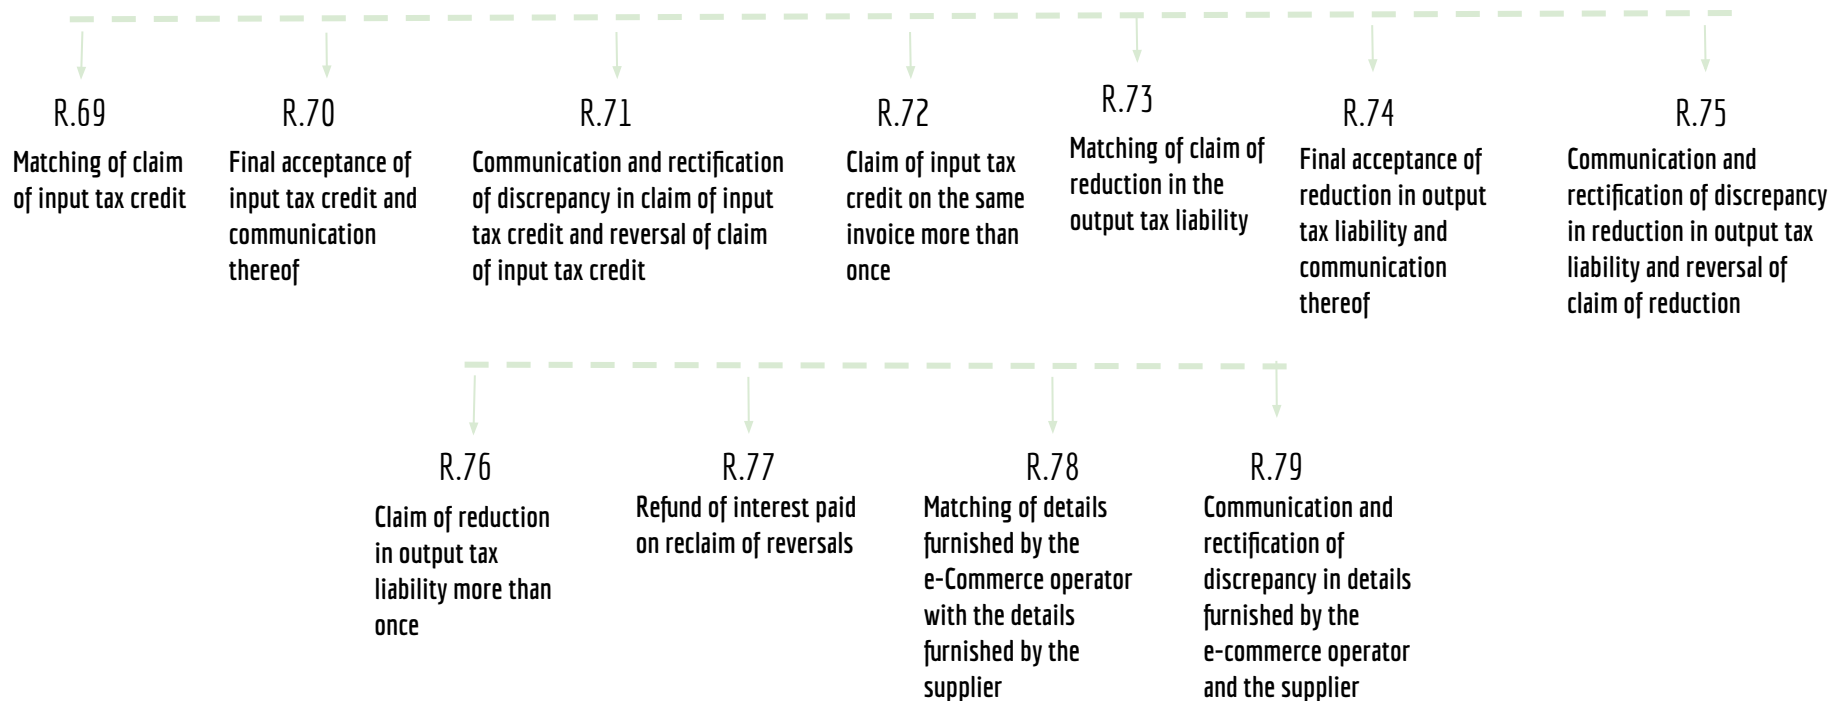 R.69
Matching of claim
of input tax credit
R.70
Final acceptance of
input tax credit and
communication
thereof
R.71
Communication and rectification
of discrepancy in claim of input
tax credit and reversal of claim
of input tax credit
R.72
Claim of input tax
credit on the same
invoice more than
once
R.73
Matching of claim of
reduction in the
output tax liability
R.74
Final acceptance of
reduction in output
tax liability and
communication
thereof
R.75
Communication and
rectification of discrepancy
in reduction in output tax
liability and reversal of
claim of reduction
R.76
Claim of reduction
in output tax
liability more than
once
R.77
Refund of interest paid
on reclaim of reversals
R.78
Matching of details
furnished by the
e-Commerce operator
with the details
furnished by the
supplier
R.79
Communication and
rectification of
discrepancy in details
furnished by the
e-commerce operator
and the supplier